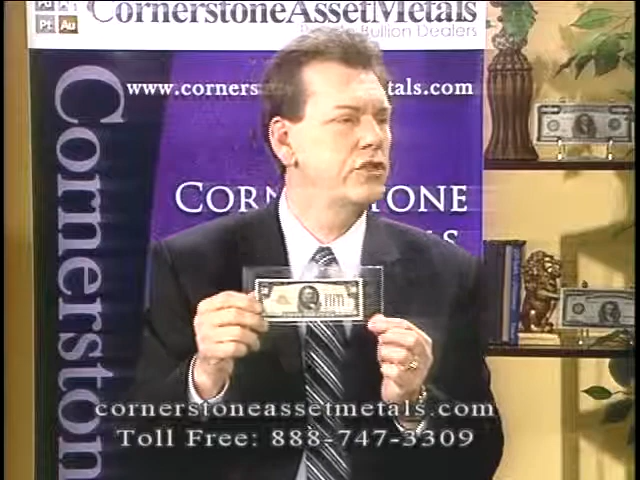 Pt Au
CornerstoneAssetMetals
Bullion Dealers
www.corners tals.com
Cornerston
CORN TONE
LS
cornerstoneassetmetals.com
Toll Free: 888-747-3309